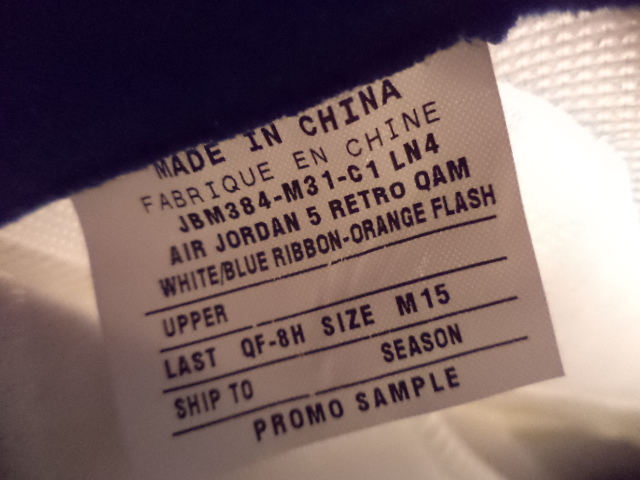 MADE IN CHINA
FABRIQUE EN CHINE
JBM384-M31-C1 LN4
AIR JORDAN 5 RETRO QAM
WHITE/BLUE RIBBON-ORANGE FLASH
UPPER
LAST QF-8H SIZE M15
SHIP TO SEASON
PROMO SAMPLE